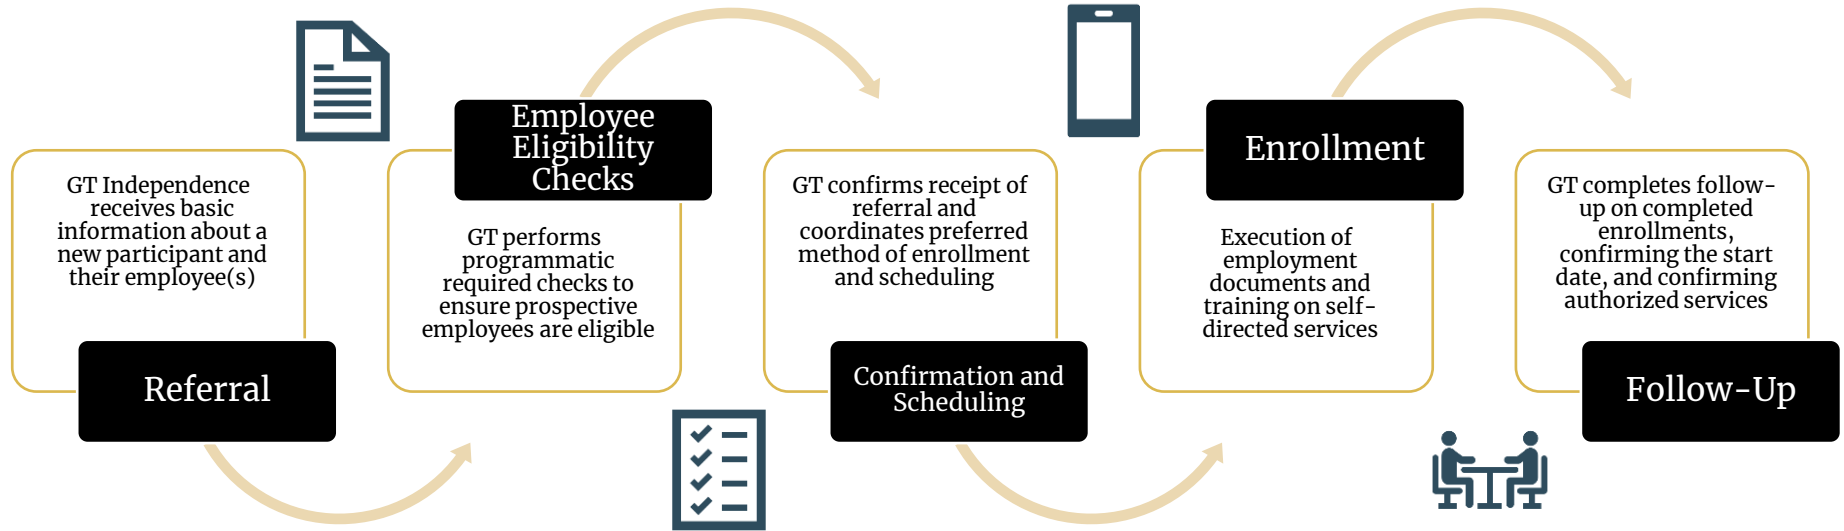 GT Independence
receives basic
information about a
new participant and
their employee(s)
Referral
Employee
Eligibility
Checks
GT performs
programmatic
required checks to
ensure prospective
employees are eligible
GT confirms receipt of
referral and
coordinates preferred
method of enrollment
and scheduling
Confirmation and
Scheduling
Enrollment
Execution of
employment
documents and
training on self-
directed services
GT completes follow-
up on completed
enrollments,
confirming the start
date, and confirming
authorized services
Follow-Up